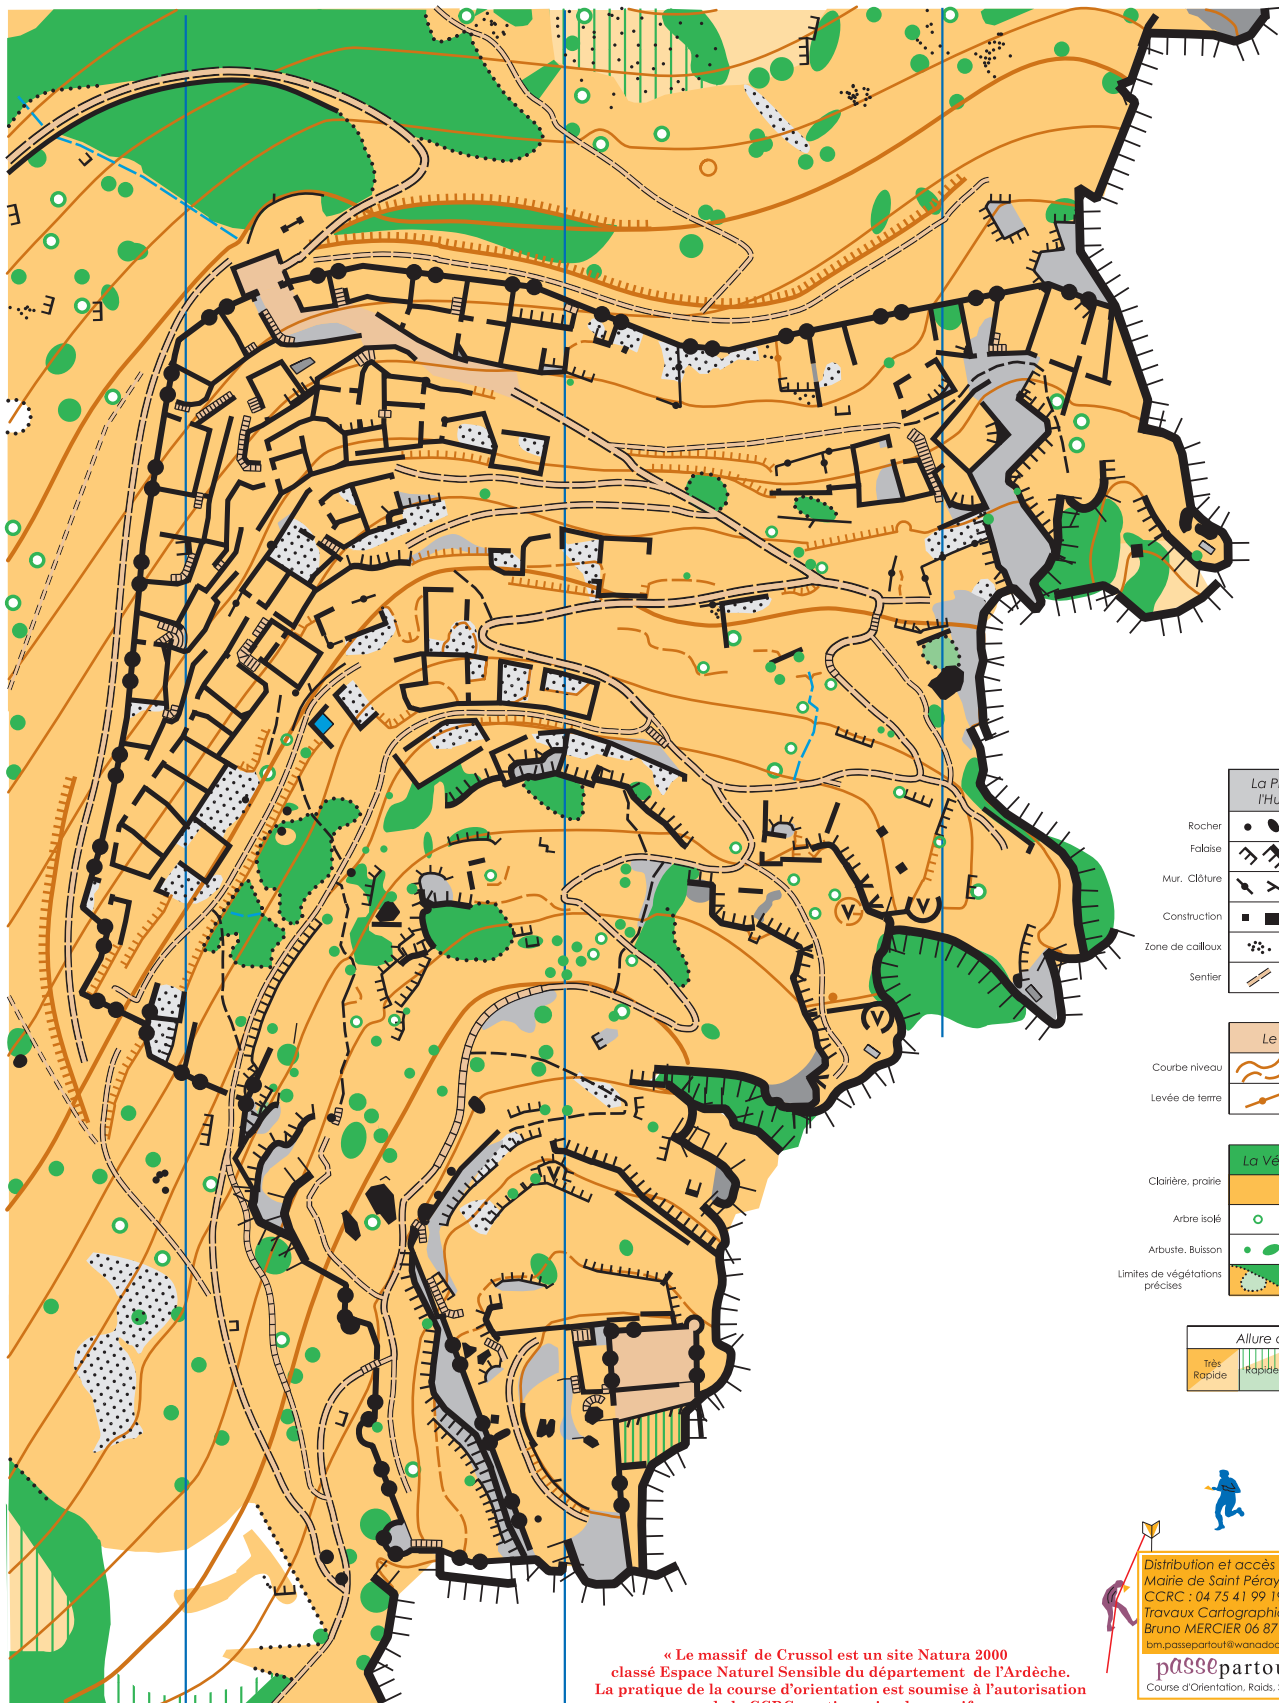 La P
l'Hu
Rocher
Falaise
Mur. Clôture
Construction
Zone de cailloux
Sentier
Le
Courbe niveau
Levée de terrre
La Vé
Clairière, prairie
Arbre isolé
Arbuste. Buisson
Limites de végétations
précises
Allure
Très
Rapide
Rapide
Distribution et accès
Mairie de Saint Péray
CCRC : 04 75 41 99 19
Travaux Cartographi
Bruno MERCIER 06 87
bm.passepartout@wanadoo
passepartou
Course d'Orientation, Raids,
« Le massif de Crussol est un site Natura 2000
classé Espace Naturel Sensible du département de l'Ardèche.
La pratique de la course d'orientation est soumise à l'autorisation